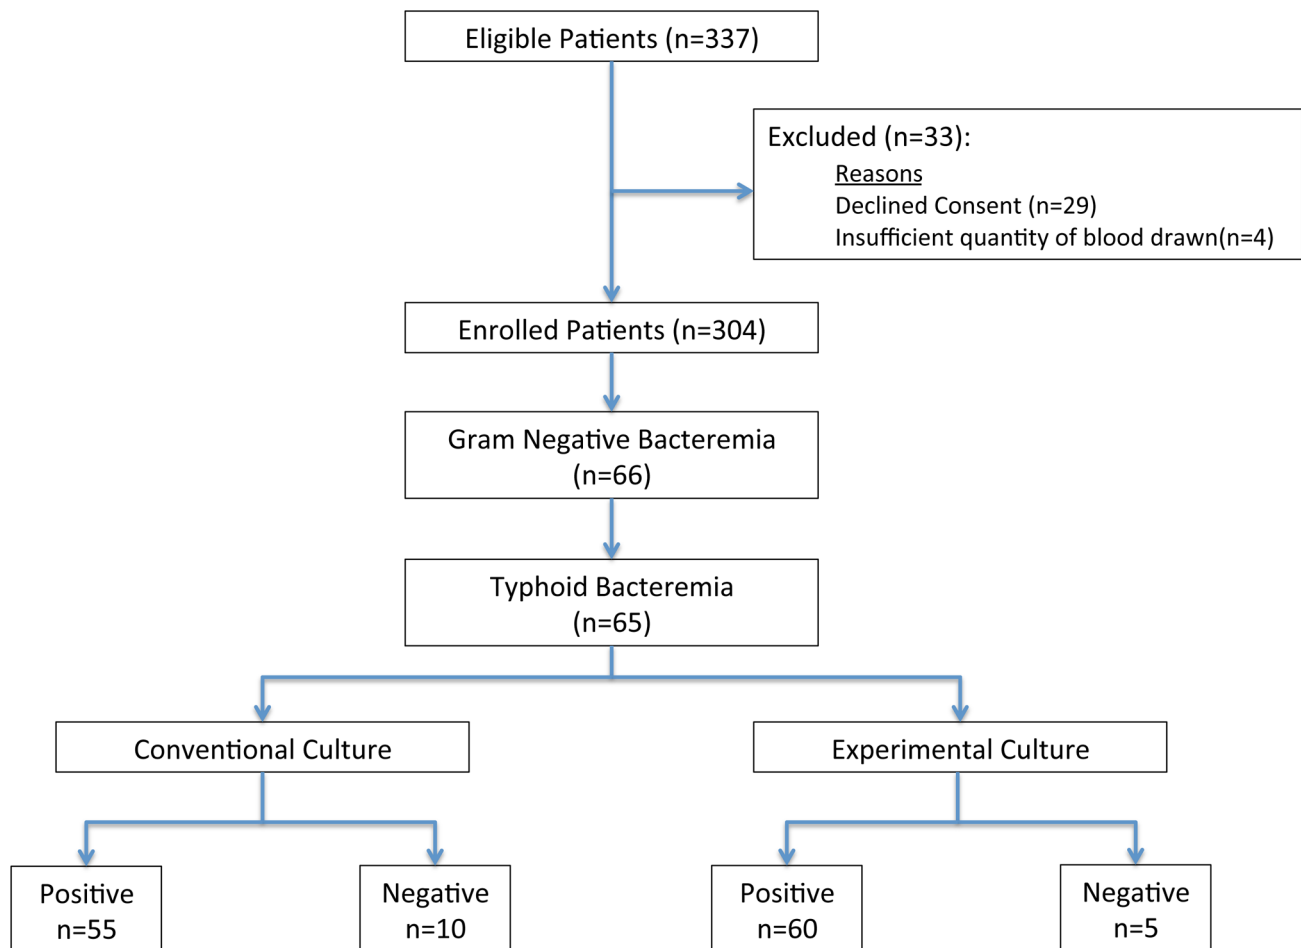 Eligible Patients (n=337)
Excluded (n=33):
Reasons
Declined Consent (n=29)
Insufficient quantity of blood drawn(n=4)
Enrolled Patients (n=304)
Gram Negative Bacteremia
(n=66)
Typhoid Bacteremia
(n=65)
Conventional Culture
Experimental Culture
Positive
n=55
Negative
n=10
Positive
n=60
Negative
n=5